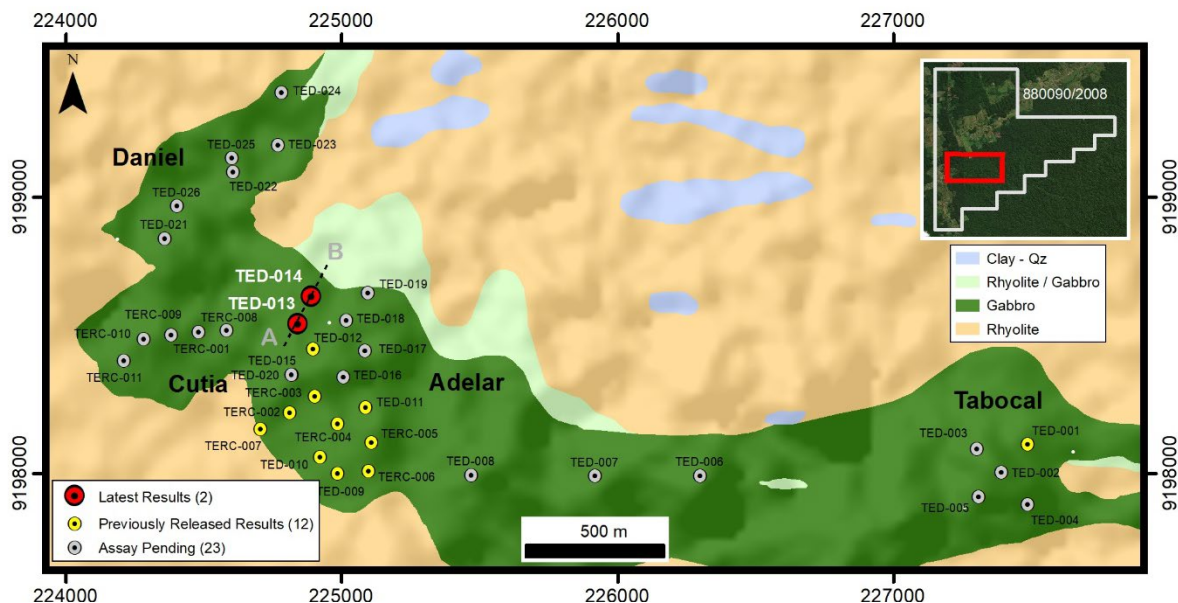 224000
225000
226000
227000
N
880090/2008
TED-024
Daniel
TED-025
TED-023
TED-022
TED-026
TED-021
9199000
9199000
B
TED-014
TED-013
A
TED-019
TED-018
TERC-009
TERC-008
TERC-010
TERC-001
TED-012
TED-017
TERC-011
TED-015
TED-020
TED-016
Cutia
Adelar
TERC-003
TERC-002
TED-011
TERC-007
TERC-004
TERC-005
TED-010
TED-009
TERC-006
TED-008
TED-007
TED-006
Tabocal
TED-003
TED-001
TED-002
TED-005
TED-004
9198000
9198000
Clay - Qz
Rhyolite / Gabbro
Gabbro
Rhyolite
Latest Results (2)
Previously Released Results (12)
Assay Pending (23)
500 m
224000
225000
226000
227000